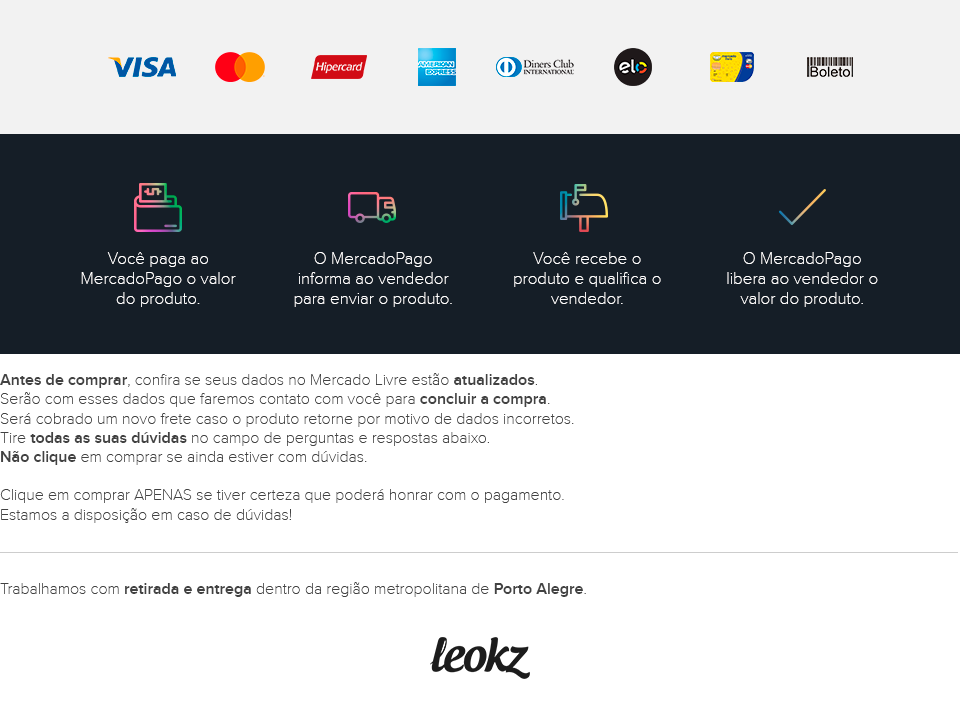 VISA
Hipercard
AMERICAN
EXPRESS
Diners Club
INTERNATIONAL
elo
Boleto
Você paga ao
MercadoPago o valor
do produto.
O MercadoPago
informa ao vendedor
para enviar o produto.
Você recebe o
produto e qualifica o
vendedor.
O MercadoPago
libera ao vendedor o
valor do produto.
Antes de comprar, confira se seus dados no Mercado Livre estão atualizados.
Serão com esses dados que faremos contato com você para concluir a compra.
Será cobrado um novo frete caso o produto retorne por motivo de dados incorretos.
Tire todas as suas dúvidas no campo de perguntas e respostas abaixo.
Não clique em comprar se ainda estiver com dúvidas.
Clique em comprar APENAS se tiver certeza que poderá honrar com o pagamento.
Estamos a disposição em caso de dúvidas!
Trabalhamos com retirada e entrega dentro da região metropolitana de Porto Alegre.
leokz